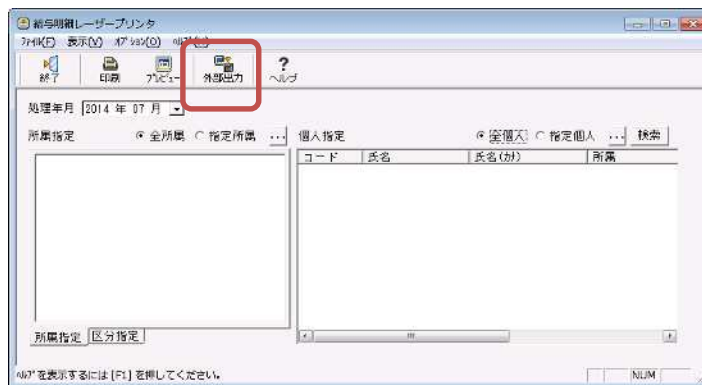 給与明細レーザープリンタ
ファイル(F) 表示(V) オプション(O) ヘルプ(H)
終了 印刷 プレビュー 外部出力 ? ヘルプ
処理年月 2014 年 07 月
所属指定 全所属 指定所属 ... 個人指定 全個人 指定個人 ... 検索
コード 氏名 氏名(カナ) 所属
所属指定 区分指定
ヘルプを表示するには [F1] を押してください。 NUM